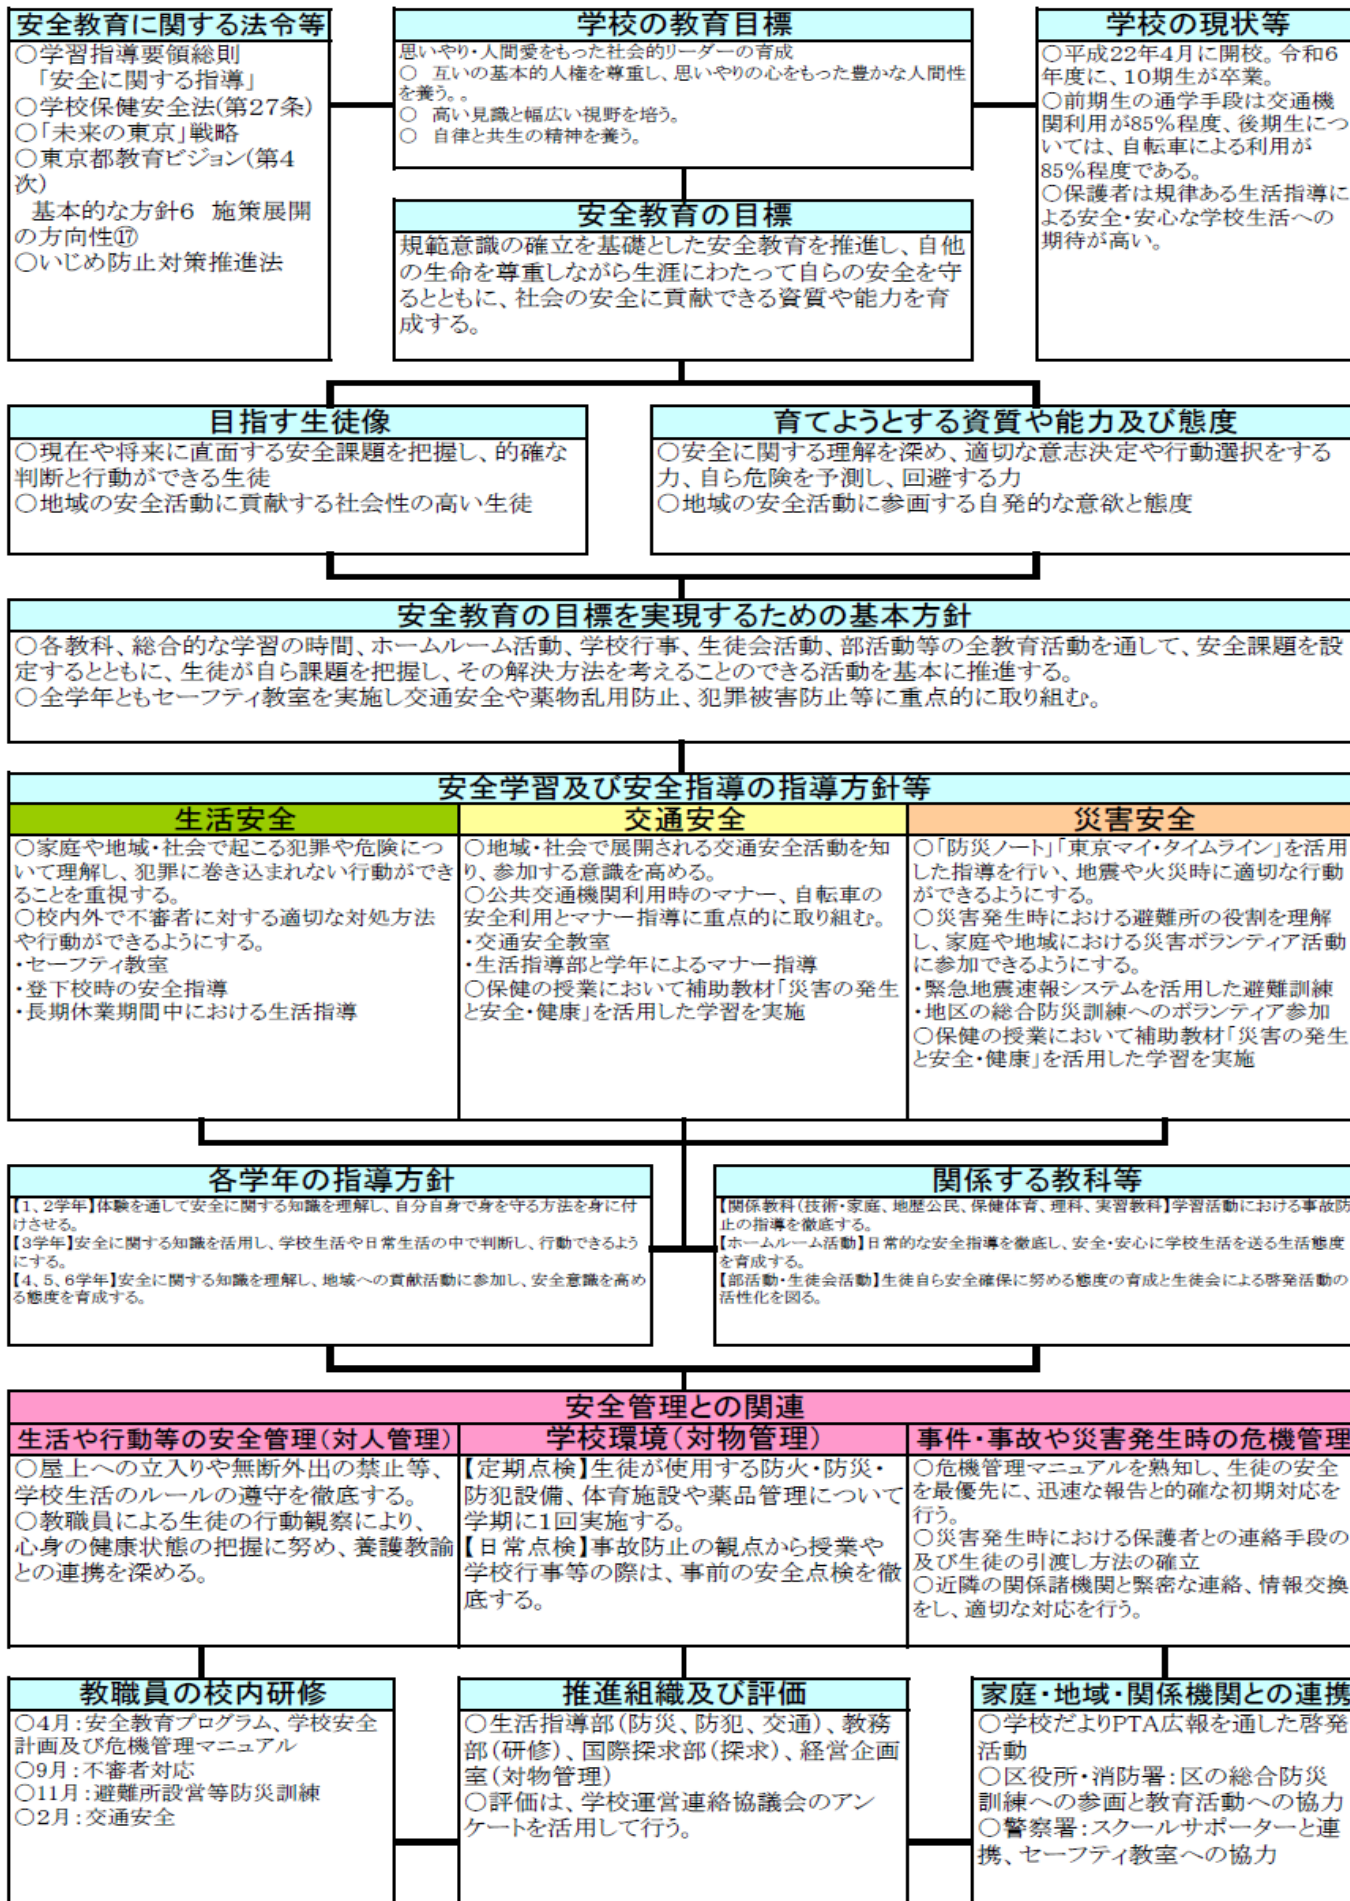 安全教育に関する法令等
○学習指導要領総則
「安全に関する指導」
○学校保健安全法(第27条)
○「未来の東京」戦略
○東京都教育ビジョン(第4
次)
基本的な方針6 施策展開
の方向性⑰
○いじめ防止対策推進法
学校の教育目標
思いやり・人間愛をもった社会的リーダーの育成
○ 互いの基本的人権を尊重し、思いやりの心をもった豊かな人間性
を養う。。
○ 高い見識と幅広い視野を培う。
○ 自律と共生の精神を養う。
学校の現状等
○平成22年4月に開校。令和6
年度に、10期生が卒業。
○前期生の通学手段は交通機
関利用が85%程度、後期生につ
いては、自転車による利用が
85%程度である。
○保護者は規律ある生活指導に
よる安全・安心な学校生活への
期待が高い。
安全教育の目標
規範意識の確立を基礎とした安全教育を推進し、自他
の生命を尊重しながら生涯にわたって自らの安全を守
るとともに、社会の安全に貢献できる資質や能力を育
成する。
目指す生徒像
○現在や将来に直面する安全課題を把握し、的確な
判断と行動ができる生徒
○地域の安全活動に貢献する社会性の高い生徒
育てようとする資質や能力及び態度
○安全に関する理解を深め、適切な意志決定や行動選択をする
力、自ら危険を予測し、回避する力
○地域の安全活動に参画する自発的な意欲と態度
安全教育の目標を実現するための基本方針
○各教科、総合的な学習の時間、ホームルーム活動、学校行事、生徒会活動、部活動等の全教育活動を通して、安全課題を設
定するとともに、生徒が自ら課題を把握し、その解決方法を考えることのできる活動を基本に推進する。
○全学年ともセーフティ教室を実施し交通安全や薬物乱用防止、犯罪被害防止等に重点的に取り組む。
安全学習及び安全指導の指導方針等
生活安全
○家庭や地域・社会で起こる犯罪や危険につ
いて理解し、犯罪に巻き込まれない行動ができ
ることを重視する。
○校内外で不審者に対する適切な対処方法
や行動ができるようにする。
・セーフティ教室
・登下校時の安全指導
・長期休業期間中における生活指導
交通安全
○地域・社会で展開される交通安全活動を知
り、参加する意識を高める。
○公共交通機関利用時のマナー、自転車の
安全利用とマナー指導に重点的に取り組む。
・交通安全教室
・生活指導部と学年によるマナー指導
○保健の授業において補助教材「災害の発生
と安全・健康」を活用した学習を実施
災害安全
○「防災ノート」「東京マイ・タイムライン」を活用
した指導を行い、地震や火災時に適切な行動
ができるようにする。
○災害発生時における避難所の役割を理解
し、家庭や地域における災害ボランティア活動
に参加できるようにする。
・緊急地震速報システムを活用した避難訓練
・地区の総合防災訓練へのボランティア参加
○保健の授業において補助教材「災害の発生
と安全・健康」を活用した学習を実施
各学年の指導方針
【1、2学年】体験を通して安全に関する知識を理解し、自分自身で身を守る方法を身に付
けさせる。
【3学年】安全に関する知識を活用し、学校生活や日常生活の中で判断し、行動できるよう
にする。
【4、5、6学年】安全に関する知識を理解し、地域への貢献活動に参加し、安全意識を高め
る態度を育成する。
関係する教科等
【関係教科(技術・家庭、地歴公民、保健体育、理科、実習教科】学習活動における事故防
止の指導を徹底する。
【ホームルーム活動】日常的な安全指導を徹底し、安全・安心に学校生活を送る生活態度
を育成する。
【部活動・生徒会活動】生徒自ら安全確保に努める態度の育成と生徒会による啓発活動の
活性化を図る。
安全管理との関連
生活や行動等の安全管理(対人管理)
○屋上への立入りや無断外出の禁止等、
学校生活のルールの遵守を徹底する。
○教職員による生徒の行動観察により、
心身の健康状態の把握に努め、養護教諭
との連携を深める。
学校環境(対物管理)
【定期点検】生徒が使用する防火・防災・
防犯設備、体育施設や薬品管理について
学期に1回実施する。
【日常点検】事故防止の観点から授業や
学校行事等の際は、事前の安全点検を徹
底する。
事件・事故や災害発生時の危機管理
○危機管理マニュアルを熟知し、生徒の安全
を最優先に、迅速な報告と的確な初期対応を
行う。
○災害発生時における保護者との連絡手段の
及び生徒の引渡し方法の確立
○近隣の関係諸機関と緊密な連絡、情報交換
をし、適切な対応を行う。
教職員の校内研修
○4月:安全教育プログラム、学校安全
計画及び危機管理マニュアル
○9月:不審者対応
○11月:避難所設営等防災訓練
○2月:交通安全
推進組織及び評価
○生活指導部(防災、防犯、交通)、教務
部(研修)、国際探求部(探求)、経営企画
室(対物管理)
○評価は、学校運営連絡協議会のアン
ケートを活用して行う。
家庭・地域・関係機関との連携
○学校だよりPTA広報を通した啓発
活動
○区役所・消防署:区の総合防災
訓練への参画と教育活動への協力
○警察署:スクールサポーターと連
携、セーフティ教室への協力